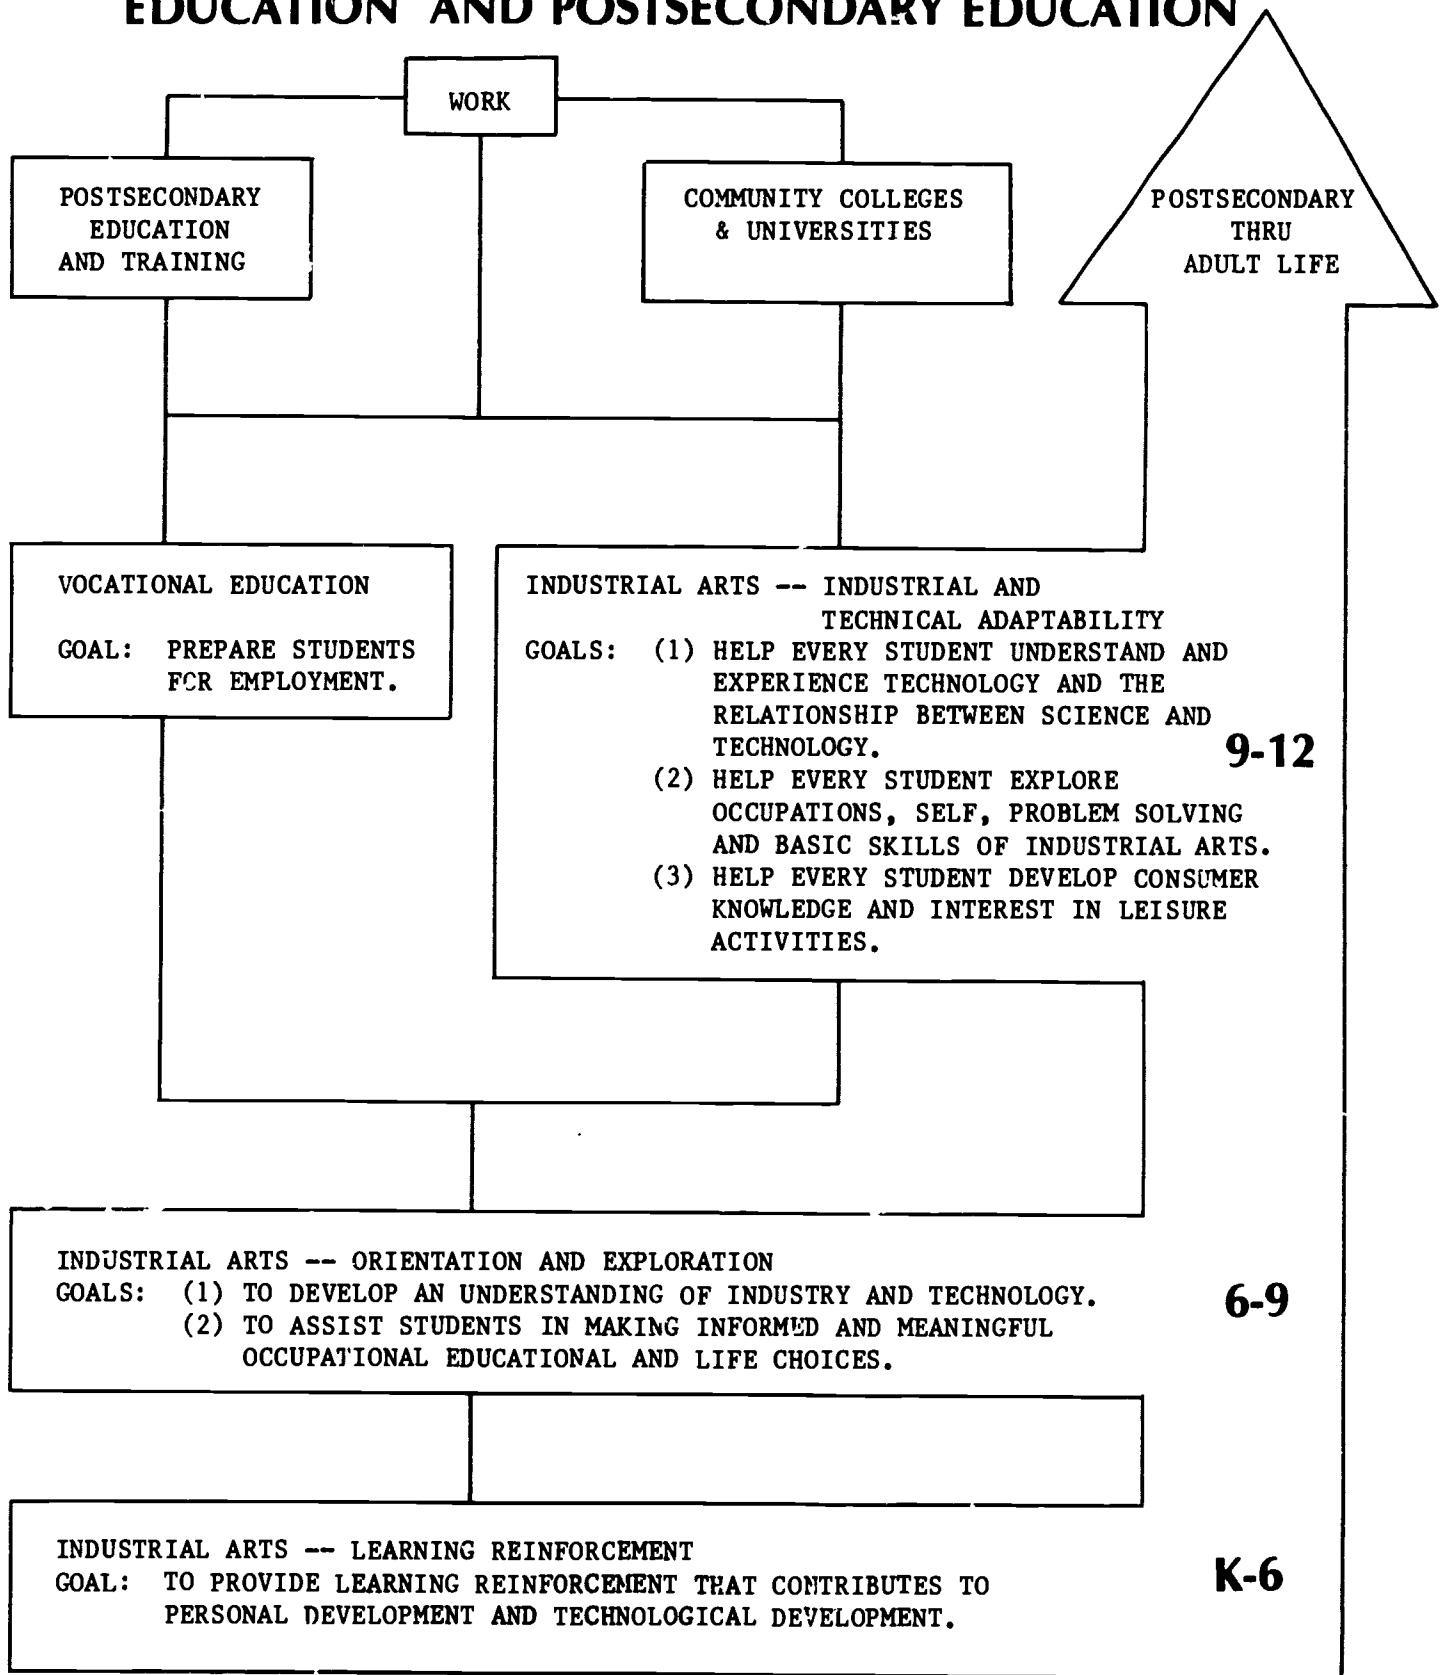 EDUCATION AND POSTSECONDARY EDUCATION
WORK
POSTSECONDARY
EDUCATION
AND TRAINING
COMMUNITY COLLEGES
& UNIVERSITIES
POSTSECONDARY
THRU
ADULT LIFE
VOCATIONAL EDUCATION
GOAL: PREPARE STUDENTS
FOR EMPLOYMENT.
INDUSTRIAL ARTS -- INDUSTRIAL AND
TECHNICAL ADAPTABILITY
GOALS: (1) HELP EVERY STUDENT UNDERSTAND AND
EXPERIENCE TECHNOLOGY AND THE
RELATIONSHIP BETWEEN SCIENCE AND
TECHNOLOGY.
(2) HELP EVERY STUDENT EXPLORE
OCCUPATIONS, SELF, PROBLEM SOLVING
AND BASIC SKILLS OF INDUSTRIAL ARTS.
(3) HELP EVERY STUDENT DEVELOP CONSUMER
KNOWLEDGE AND INTEREST IN LEISURE
ACTIVITIES.
9-12
INDUSTRIAL ARTS -- ORIENTATION AND EXPLORATION
GOALS: (1) TO DEVELOP AN UNDERSTANDING OF INDUSTRY AND TECHNOLOGY.
(2) TO ASSIST STUDENTS IN MAKING INFORMED AND MEANINGFUL
OCCUPATIONAL EDUCATIONAL AND LIFE CHOICES.
6-9
INDUSTRIAL ARTS -- LEARNING REINFORCEMENT
GOAL: TO PROVIDE LEARNING REINFORCEMENT THAT CONTRIBUTES TO
PERSONAL DEVELOPMENT AND TECHNOLOGICAL DEVELOPMENT.
K-6